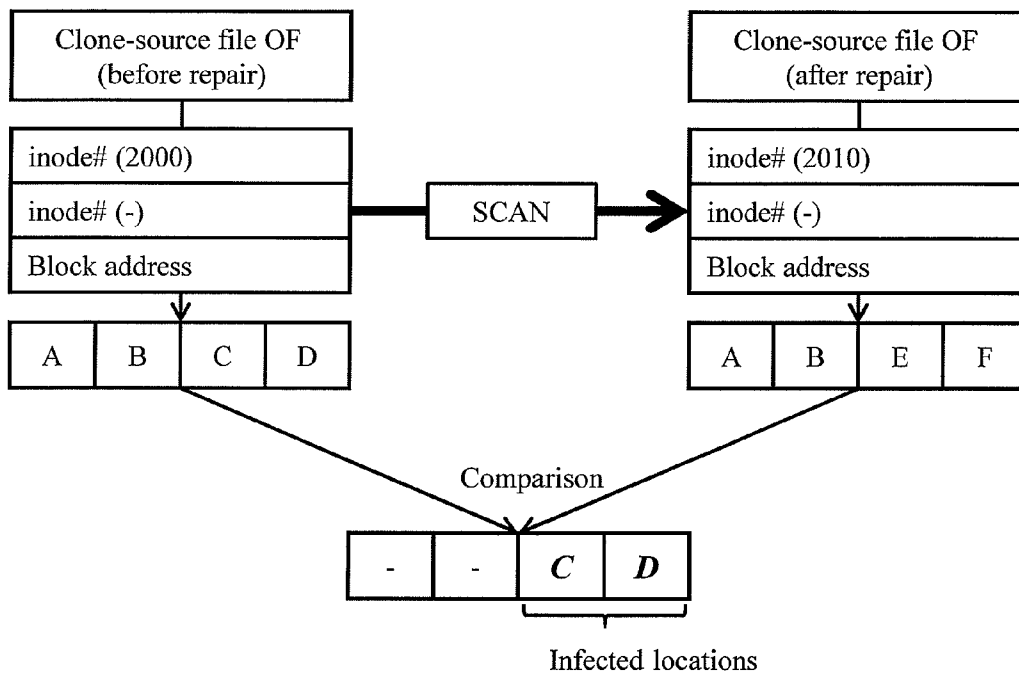 Clone-source file OF
(before repair)
inode# (2000)
inode# (-)
Block address
A B C D
SCAN
Clone-source file OF
(after repair)
inode# (2010)
inode# (-)
Block address
A B E F
Comparison
- - C D
Infected locations